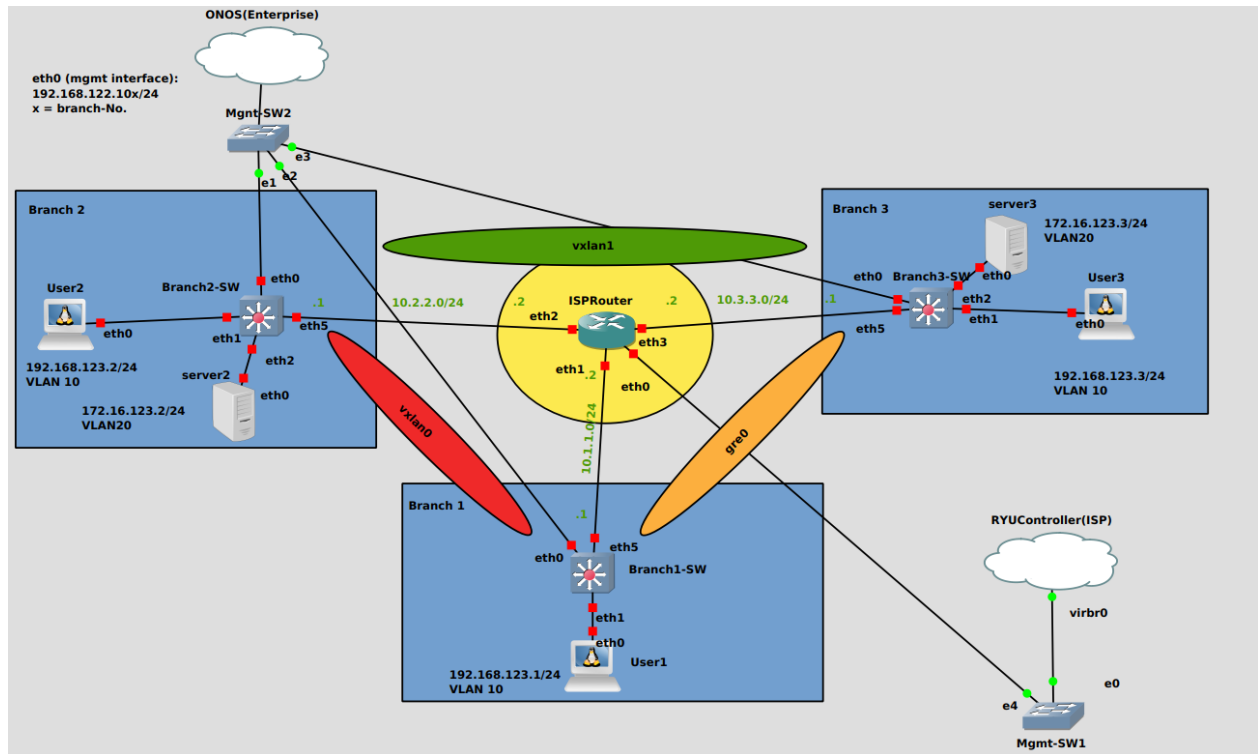 ONOS(Enterprise)
eth0 (mgmt interface):
192.168.122.10x/24
x = branch-No.
Mgnt-SW2
e3
e2
e1
Branch 2
eth0
Branch2-SW
User2
eth0
eth1
eth5
.1
eth2
192.168.123.2/24
VLAN 10
server2
eth0
172.16.123.2/24
VLAN20
10.2.2.0/24
.2
vxlan1
ISPRouter
eth2
.2
eth3
eth1
.2
eth0
10.3.3.0/24
.1
Branch 3
server3
172.16.123.3/24
VLAN20
eth0
Branch3-SW
eth0
User3
eth2
eth1
eth0
eth5
192.168.123.3/24
VLAN 10
vxlan0
10.1.1.0/24
gre0
Branch 1
.1
eth5
eth0
Branch1-SW
eth1
eth0
User1
192.168.123.1/24
VLAN 10
RYUController(ISP)
virbr0
e0
e4
Mgmt-SW1